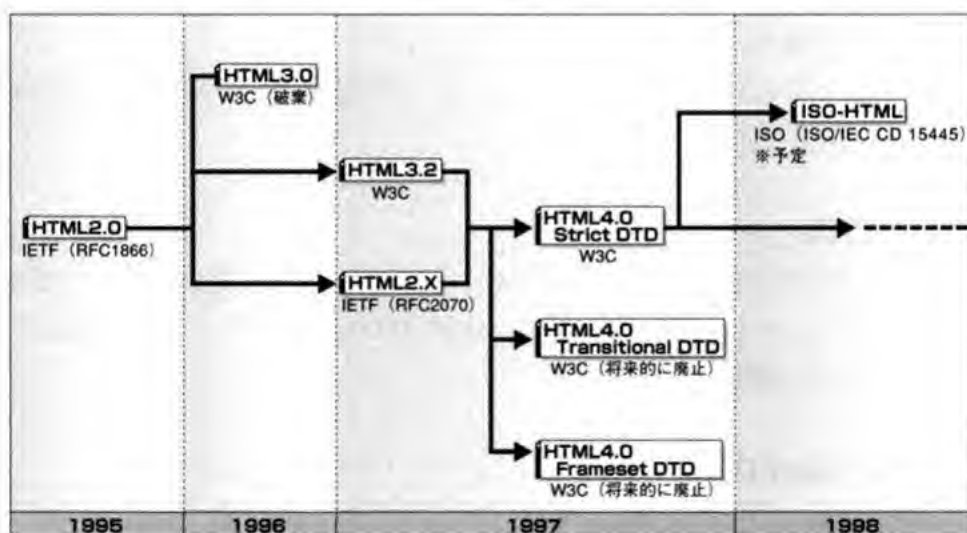 HTML3.0
W3C（破棄）
ISO-HTML
ISO（ISO/IEC CD 15445）
※予定
HTML3.2
W3C
HTML2.0
IETF（RFC1866）
HTML4.0
Strict DTD
W3C
HTML2.X
IETF（RFC2070）
HTML4.0
Transitional DTD
W3C（将来的に廃止）
HTML4.0
Frameset DTD
W3C（将来的に廃止）
1995
1996
1997
1998